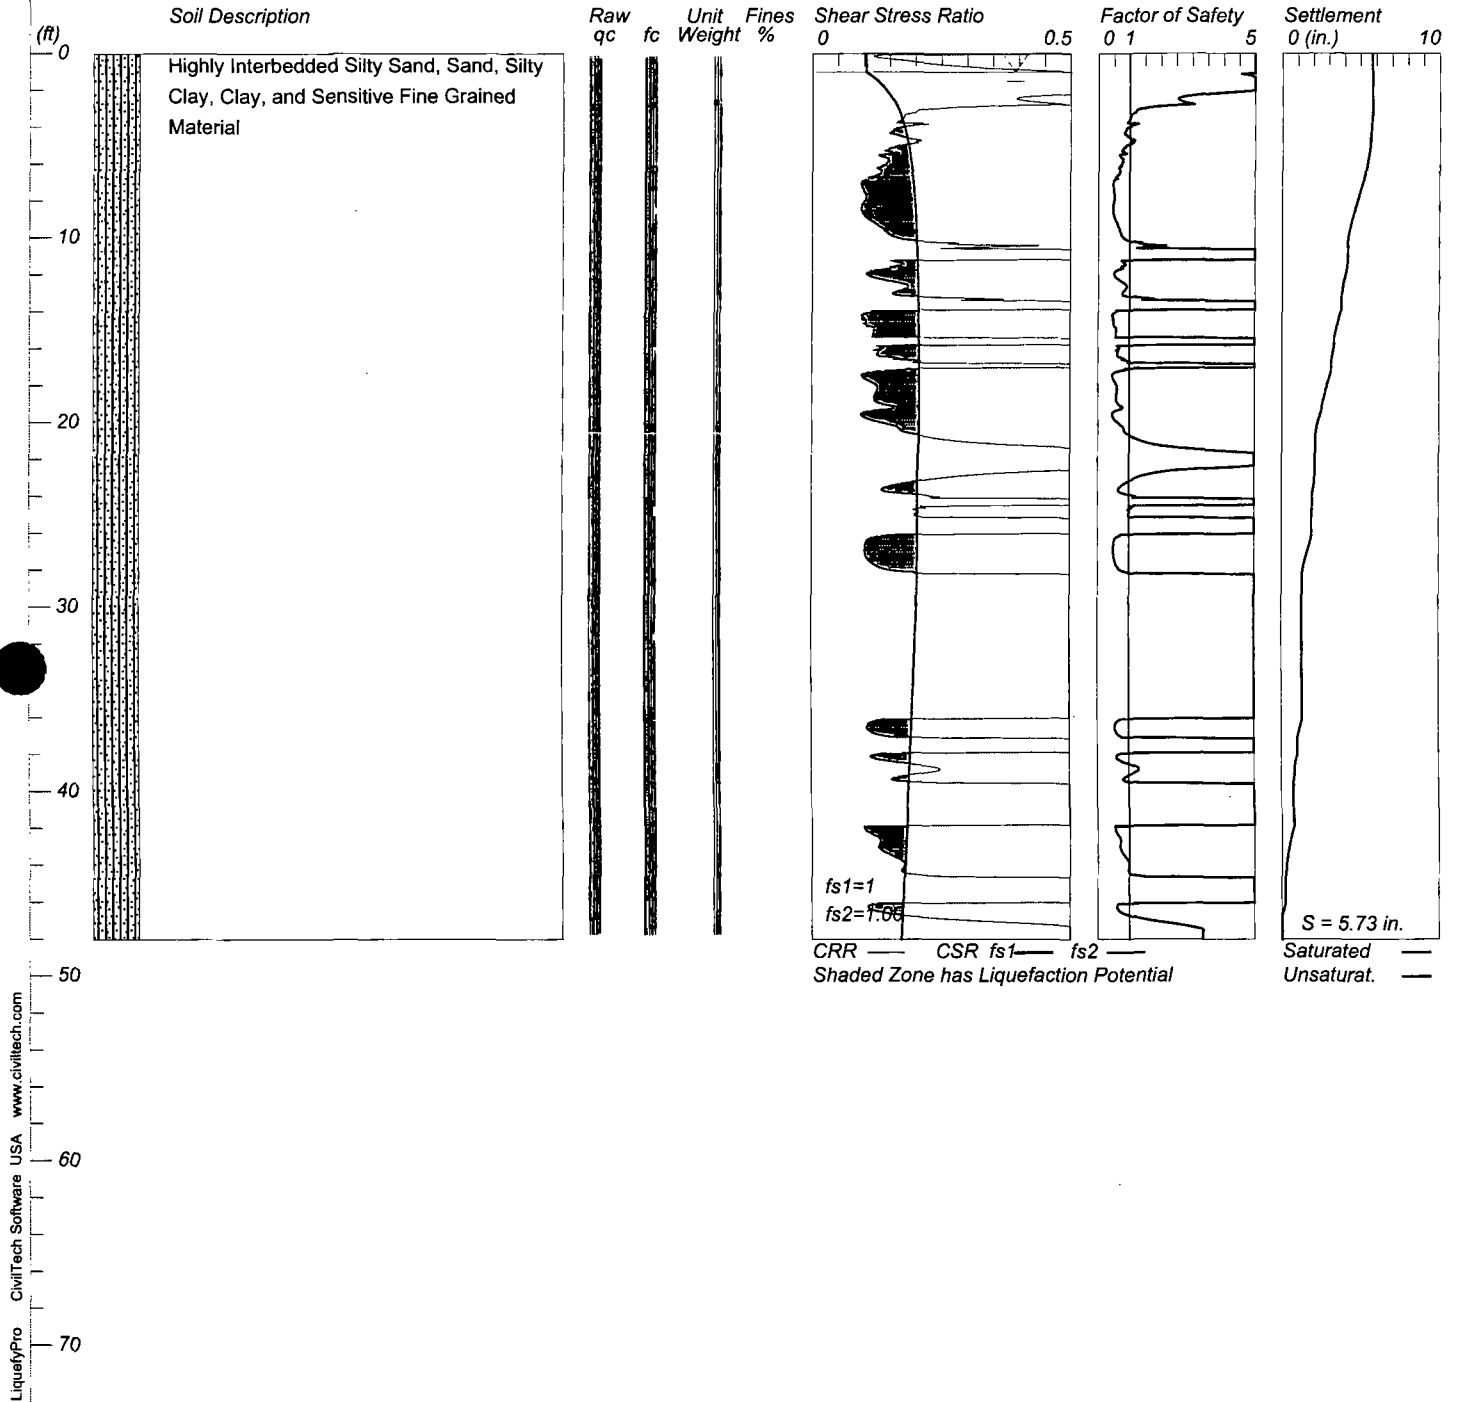 Soil Description
Raw Unit Fines Shear Stress Ratio Factor of Safety Settlement
(ft) qc fc Weight % 0 0.5 0 1 5 0 (in.) 10
0
Highly Interbedded Silty Sand, Sand, Silty
Clay, Clay, and Sensitive Fine Grained
Material
10
20
30
40
fs1=1
fs2=1.00
S = 5.73 in.
CRR CSR fs1 fs2 Saturated
Shaded Zone has Liquefaction Potential Unsaturat.
50
60
70
LiquefyPro CivilTech Software USA www.civiltech.com